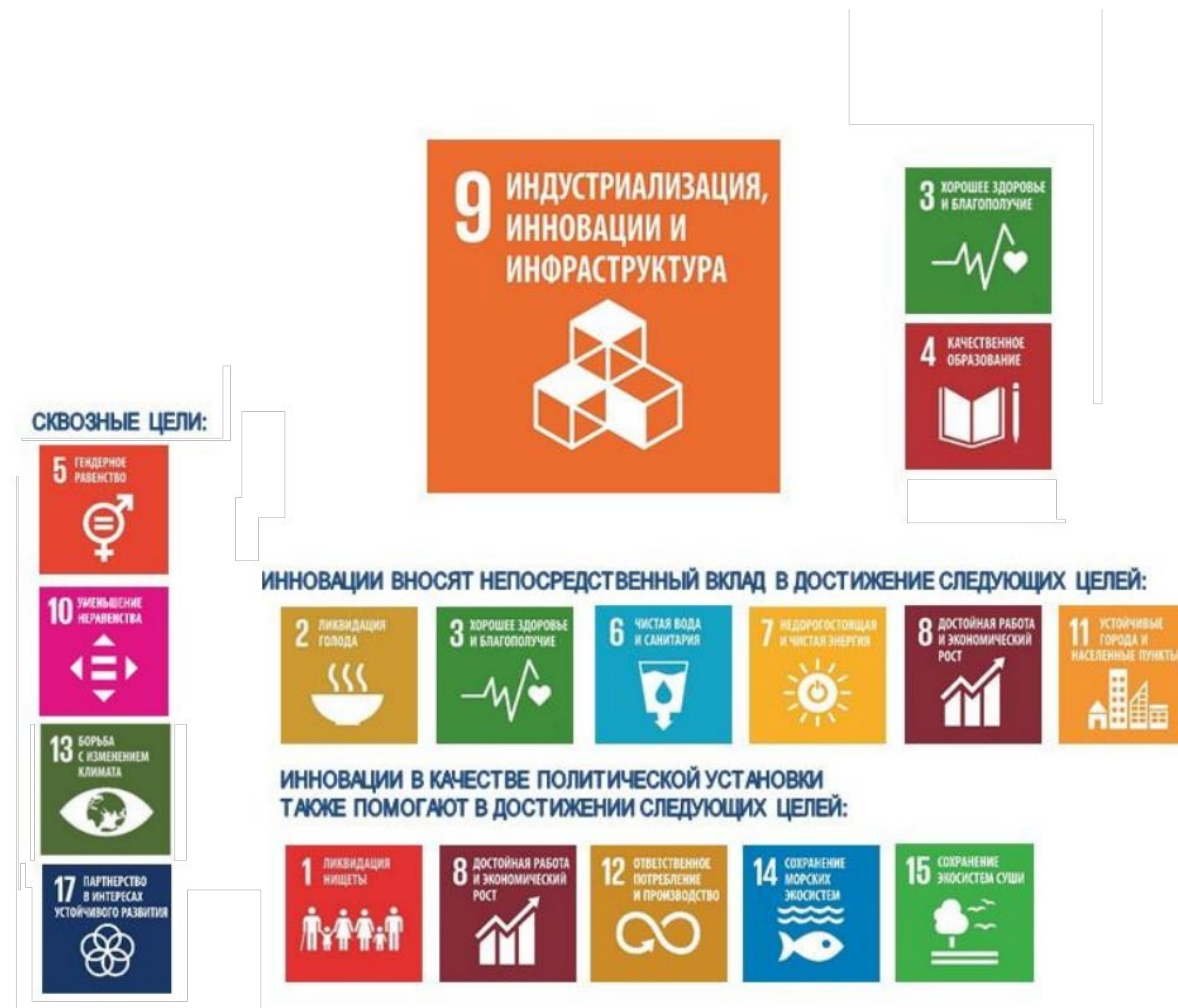 9 ИНДУСТРИАЛИЗАЦИЯ,
ИННОВАЦИИ И
ИНФРАСТРУКТУРА
3 ХОРОШЕЕ ЗДОРОВЬЕ
И БЛАГОПОЛУЧИЕ
4 КАЧЕСТВЕННОЕ
ОБРАЗОВАНИЕ
СКВОЗНЫЕ ЦЕЛИ:
5 ГЕНДЕРНОЕ
РАВЕНСТВО
10 УМЕНЬШЕНИЕ
НЕРАВЕНСТВА
13 БОРЬБА
С ИЗМЕНЕНИЕМ
КЛИМАТА
17 ПАРТНЕРСТВО
В ИНТЕРЕСАХ
УСТОЙЧИВОГО РАЗВИТИЯ
ИННОВАЦИИ ВНОСЯТ НЕПОСРЕДСТВЕННЫЙ ВКЛАД В ДОСТИЖЕНИЕ СЛЕДУЮЩИХ ЦЕЛЕЙ:
2 ЛИКВИДАЦИЯ
ГОЛОДА
3 ХОРОШЕЕ ЗДОРОВЬЕ
И БЛАГОПОЛУЧИЕ
6 ЧИСТАЯ ВОДА
И САНИТАРИЯ
7 НЕДОРОГОСТОЯЩАЯ
И ЧИСТАЯ ЭНЕРГИЯ
8 ДОСТОЙНАЯ РАБОТА
И ЭКОНОМИЧЕСКИЙ
РОСТ
11 УСТОЙЧИВЫЕ
ГОРОДА И
НАСЕЛЕННЫЕ ПУНКТЫ
ИННОВАЦИИ В КАЧЕСТВЕ ПОЛИТИЧЕСКОЙ УСТАНОВКИ
ТАКЖЕ ПОМОГАЮТ В ДОСТИЖЕНИИ СЛЕДУЮЩИХ ЦЕЛЕЙ:
1 ЛИКВИДАЦИЯ
НИЩЕТЫ
8 ДОСТОЙНАЯ РАБОТА
И ЭКОНОМИЧЕСКИЙ
РОСТ
12 ОТВЕТСТВЕННОЕ
ПОТРЕБЛЕНИЕ
И ПРОИЗВОДСТВО
14 СОХРАНЕНИЕ
МОРСКИХ
ЭКОСИСТЕМ
15 СОХРАНЕНИЕ
ЭКОСИСТЕМ СУШИ